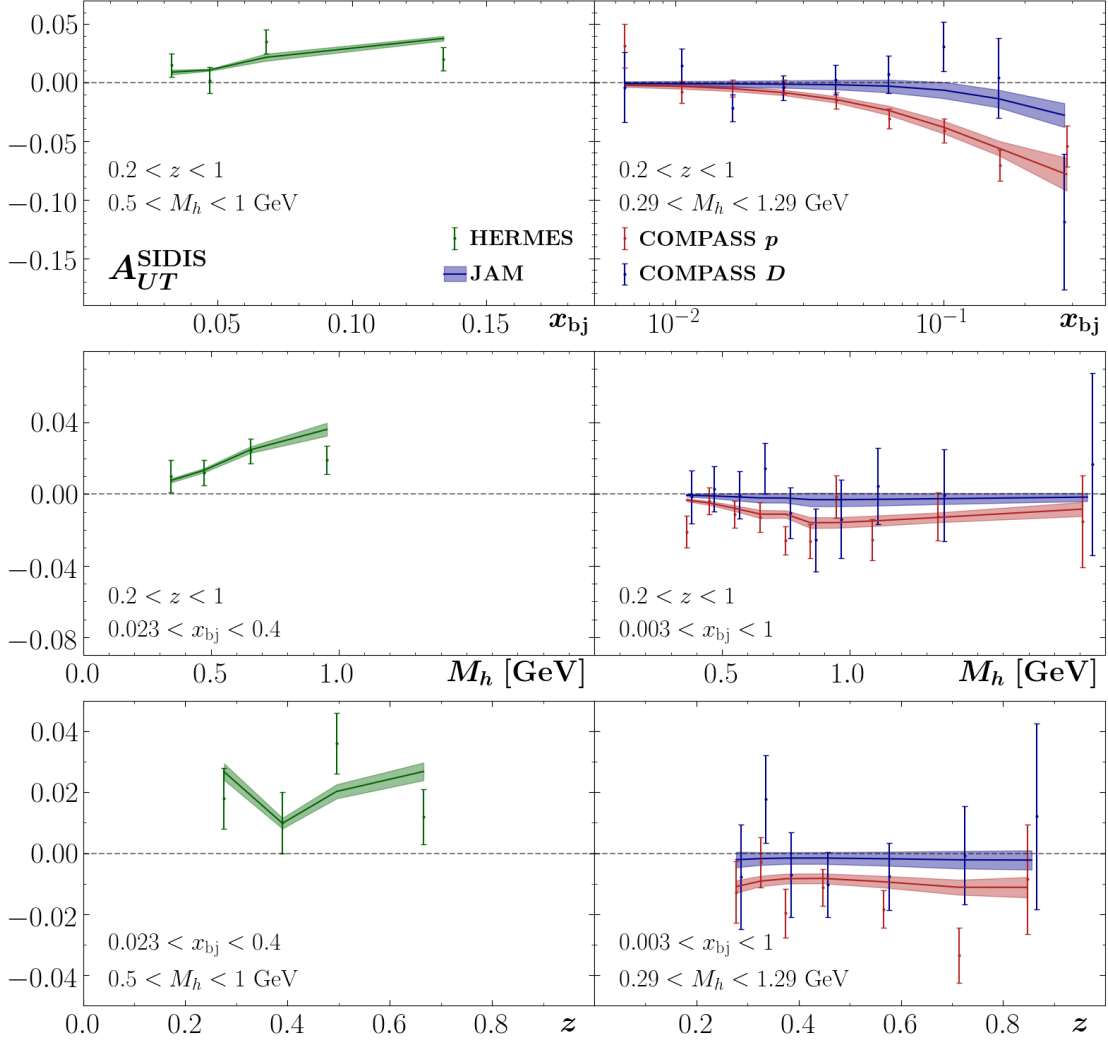 0.05
0.00
−0.05
−0.10
−0.15
0.2 < z < 1
0.5 < M_h < 1 GeV
A_{UT}^{SIDIS}
HERMES
JAM
0.05 0.10 0.15 x_bj
0.2 < z < 1
0.29 < M_h < 1.29 GeV
COMPASS p
COMPASS D
10^{−2} 10^{−1} x_bj
0.04
0.00
−0.04
−0.08
0.2 < z < 1
0.023 < x_bj < 0.4
0.0 0.5 1.0 M_h [GeV]
0.2 < z < 1
0.003 < x_bj < 1
0.5 1.0 M_h [GeV]
0.04
0.02
0.00
−0.02
−0.04
0.023 < x_bj < 0.4
0.5 < M_h < 1 GeV
0.0 0.2 0.4 0.6 0.8 z
0.003 < x_bj < 1
0.29 < M_h < 1.29 GeV
0.2 0.4 0.6 0.8 z